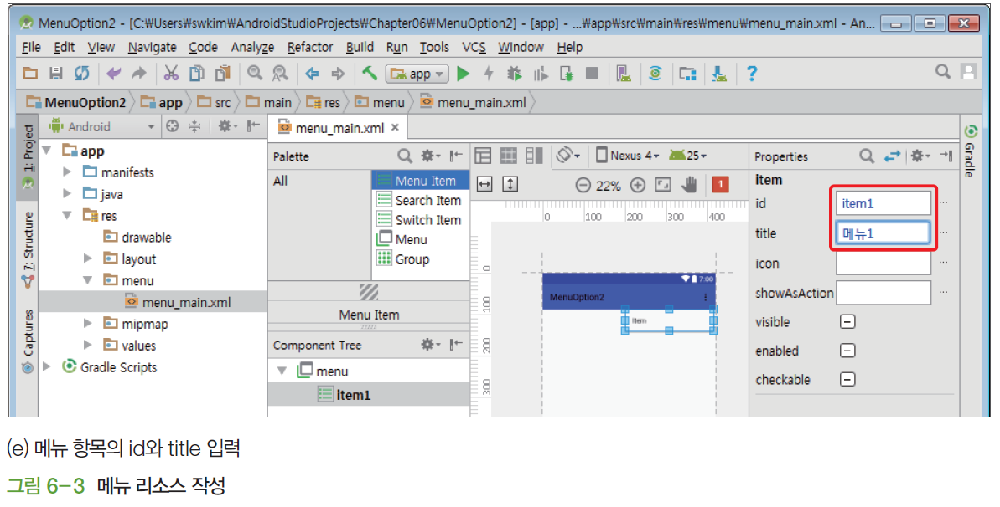 MenuOption2 - [C:₩Users₩swkim₩AndroidStudioProjects₩Chapter06₩MenuOption2] - [app] - ...₩app₩src₩main₩res₩menu₩menu_main.xml - An...
File Edit View Navigate Code Analyze Refactor Build Run Tools VCS Window Help
app
MenuOption2 app src main res menu menu_main.xml
1: Project
7: Structure
Captures
Android
app
manifests
java
res
drawable
layout
menu
menu_main.xml
mipmap
values
Gradle Scripts
menu_main.xml
Palette
All
Menu Item
Search Item
Switch Item
Menu
Group
Menu Item
Component Tree
menu
item1
Nexus 4 25
22% 1
0 100 200 300 400
0
100
200
300
7:00
MenuOption2
Item
Properties
item
id item1 ...
title 메뉴1 ...
icon ...
showAsAction ...
visible
enabled
checkable
Gradle
(e) 메뉴 항목의 id와 title 입력
그림 6-3 메뉴 리소스 작성